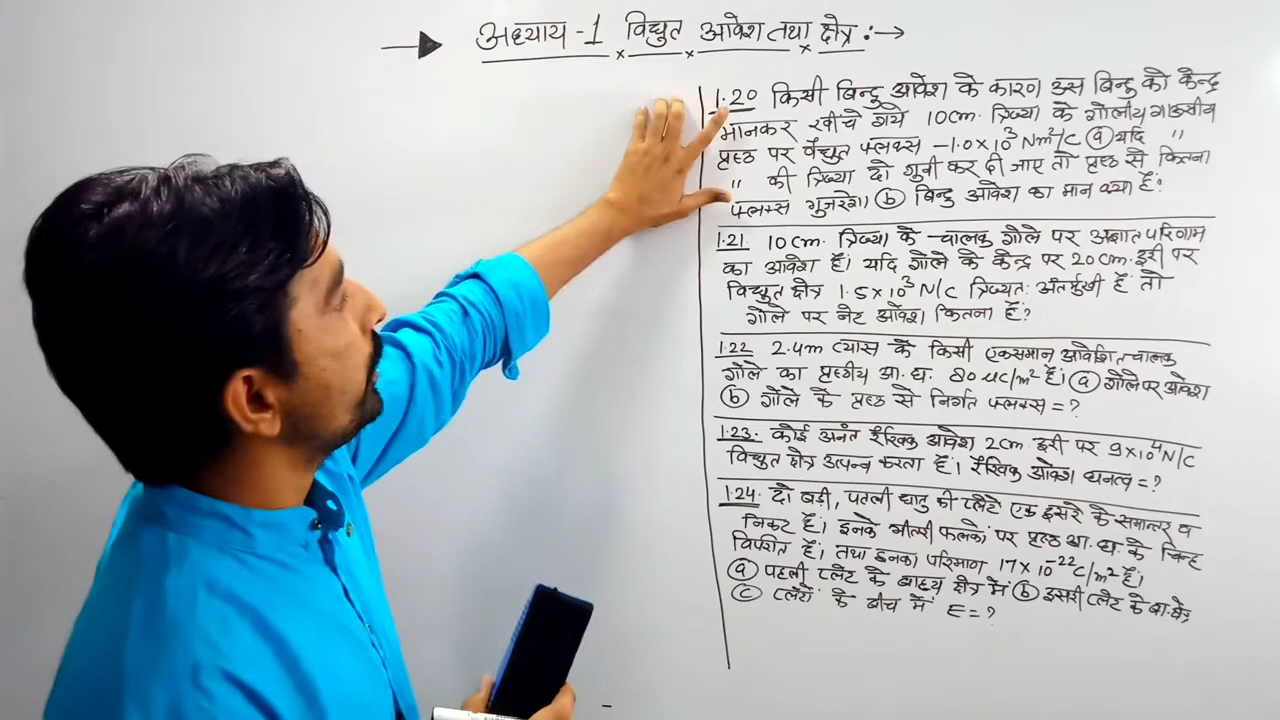 अध्याय -1 विद्युत आवेश तथा क्षेत्र :→
1.20 किसी बिन्दु आवेश के कारण उस बिन्दु को केन्द्र
मानकर खींचे गये 10cm. त्रिज्या के गोलीय गाऊसीय
पृष्ठ पर वैद्युत फ्लक्स -1.0×10³ Nm²/C (a) यदि "
" की त्रिज्या दो गुनी कर दी जाए तो पृष्ठ से कितना
फ्लक्स गुजरेगा। (b) बिन्दु आवेश का मान क्या है?
1.21 10cm. त्रिज्या के चालक गोले पर अज्ञात परिणाम
का आवेश है। यदि गोले के केन्द्र पर 20cm. दूरी पर
विद्युत क्षेत्र 1.5×10³ N/C त्रिज्यत: अंतर्मुखी है तो
गोले पर नेट आवेश कितना है?
1.22 2.4m व्यास के किसी एकसमान आवेशित चालक
गोले का पृष्ठीय आ. घ. 80 μC/m² है। (a) गोले पर आवेश
(b) गोले के पृष्ठ से निर्गत फ्लक्स = ?
1.23. कोई अनंत रैखिक आवेश 2cm दूरी पर 9×10⁴N/C
विद्युत क्षेत्र उत्पन्न करता है। रैखिक आवेश घनत्व = ?
1.24. दो बड़ी, पतली धातु की प्लेटे एक दूसरे के समान्तर व
निकट हैं। इनके भीतरी फलकों पर पृष्ठ आ. घ. के चिन्ह
विपरीत हैं, तथा इनका परिमाण 17×10⁻²²C/m² हैं।
(a) पहली प्लेट के बाह्य क्षेत्र में (b) दूसरी प्लेट के बा. क्षेत्र
(c) प्लेटों के बीच में E = ?